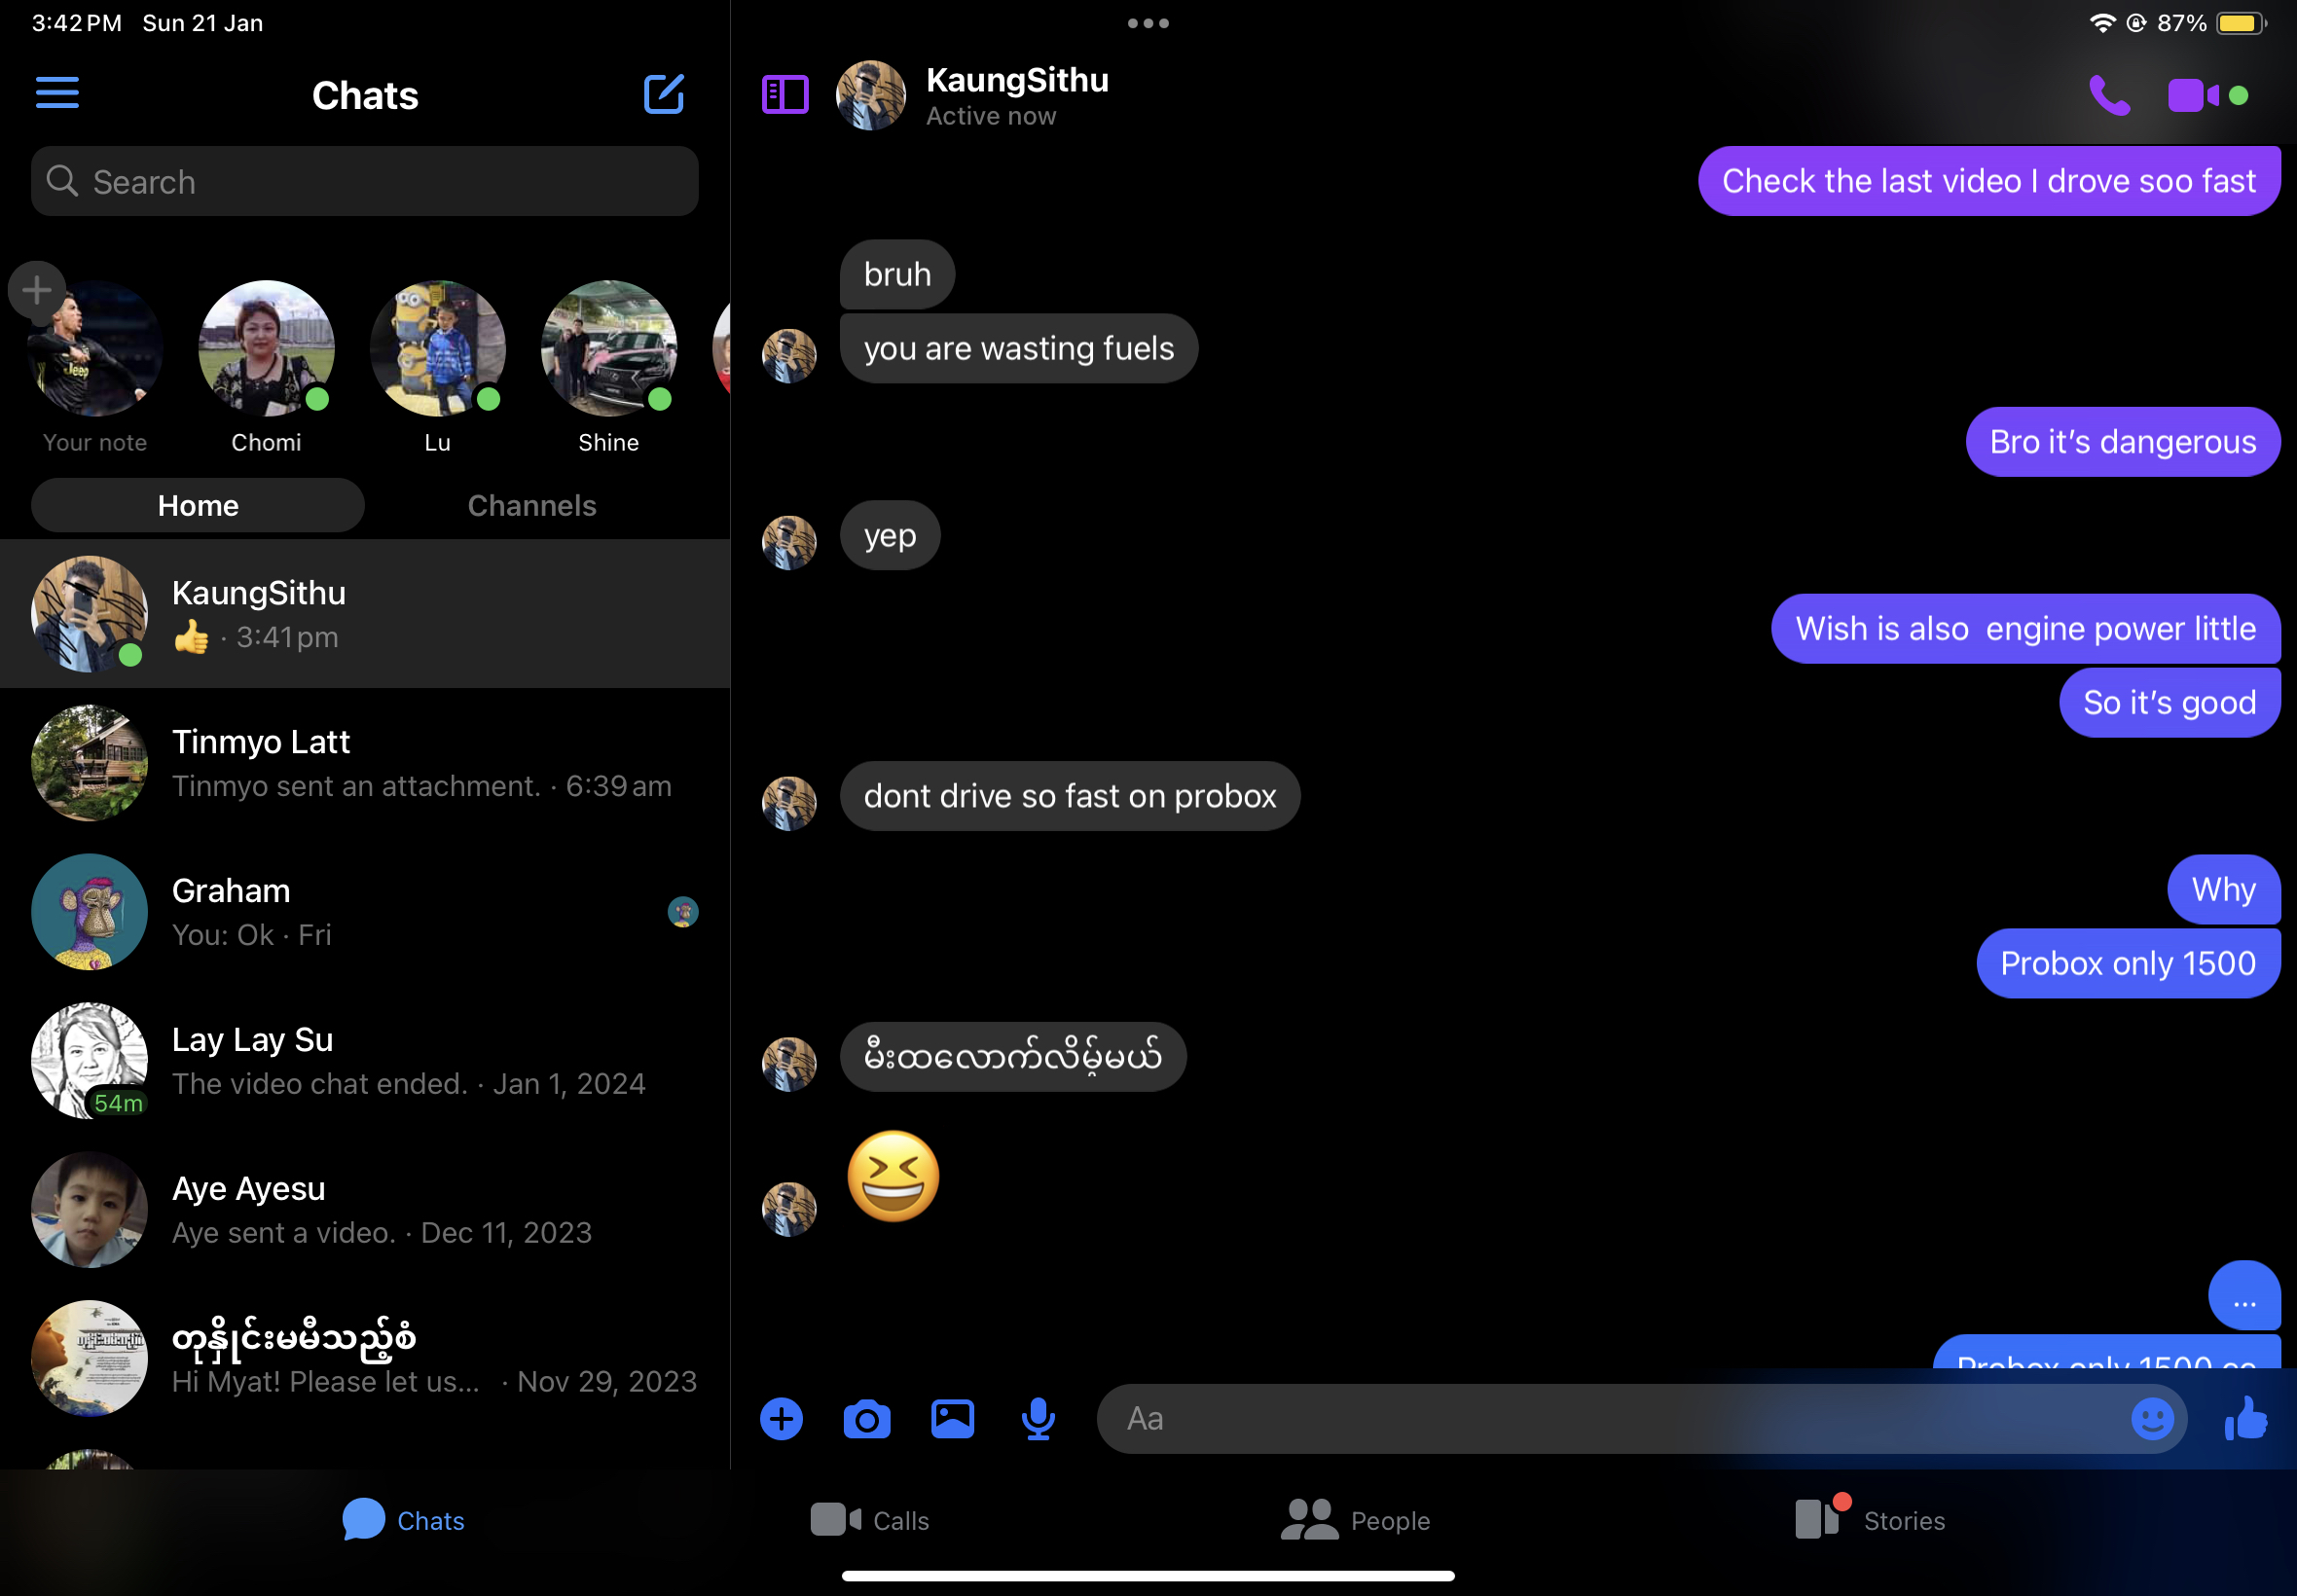 3:42 PM Sun 21 Jan
87%
Chats
Search
Your note
Chomi
Lu
Shine
Home
Channels
KaungSithu
👍 · 3:41 pm
Tinmyo Latt
Tinmyo sent an attachment. · 6:39 am
Graham
You: Ok · Fri
Lay Lay Su
The video chat ended. · Jan 1, 2024
54m
Aye Ayesu
Aye sent a video. · Dec 11, 2023
တုနှိုင်းမမီသည့်စံ
Hi Myat! Please let us... · Nov 29, 2023
KaungSithu
Active now
Check the last video I drove soo fast
bruh
you are wasting fuels
Bro it’s dangerous
yep
Wish is also  engine power little
So it’s good
dont drive so fast on probox
Why
Probox only 1500
မီးထလောက်လိမ့်မယ်
😆
...
Probox only 1500 cc
Aa
Chats
Calls
People
Stories
Jeep